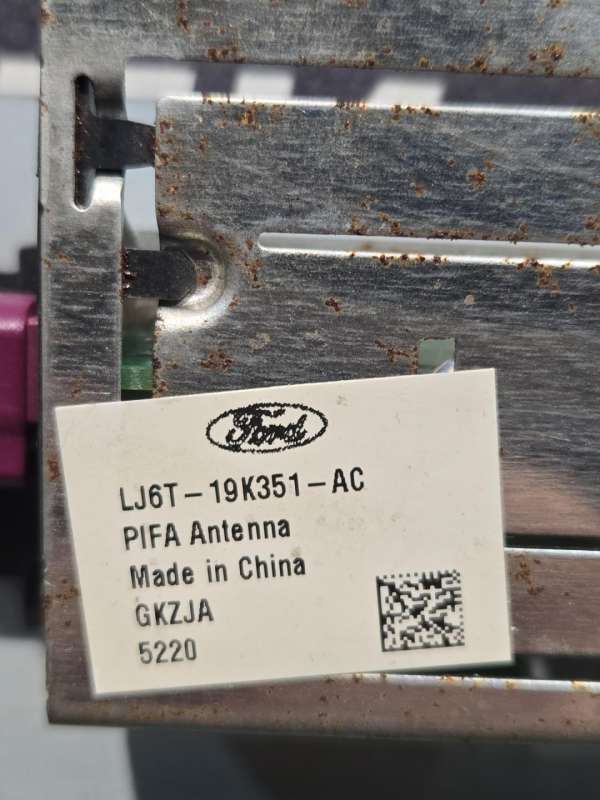 Ford
LJ6T-19K351-AC
PIFA Antenna
Made in China
GKZJA
5220